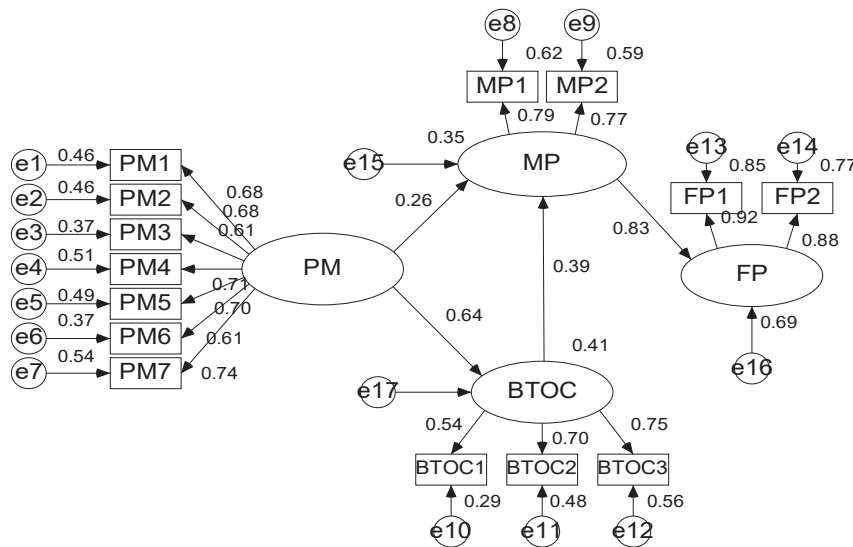 e8 e9
0.62 0.59
MP1 MP2
0.79 0.77
0.35
e15 MP
e13 e14
0.85 0.77
FP1 FP2
0.92 0.88
e1 0.46 PM1
e2 0.46 PM2
e3 0.37 PM3
e4 0.51 PM4
e5 0.49 PM5
e6 0.37 PM6
e7 0.54 PM7
0.68
0.68
0.61
0.71
0.70
0.61
0.74
PM
0.26
0.83
0.39
FP
0.64
0.69
e16
0.41
e17 BTOC
0.54 0.70 0.75
BTOC1 BTOC2 BTOC3
0.29 0.48 0.56
e10 e11 e12